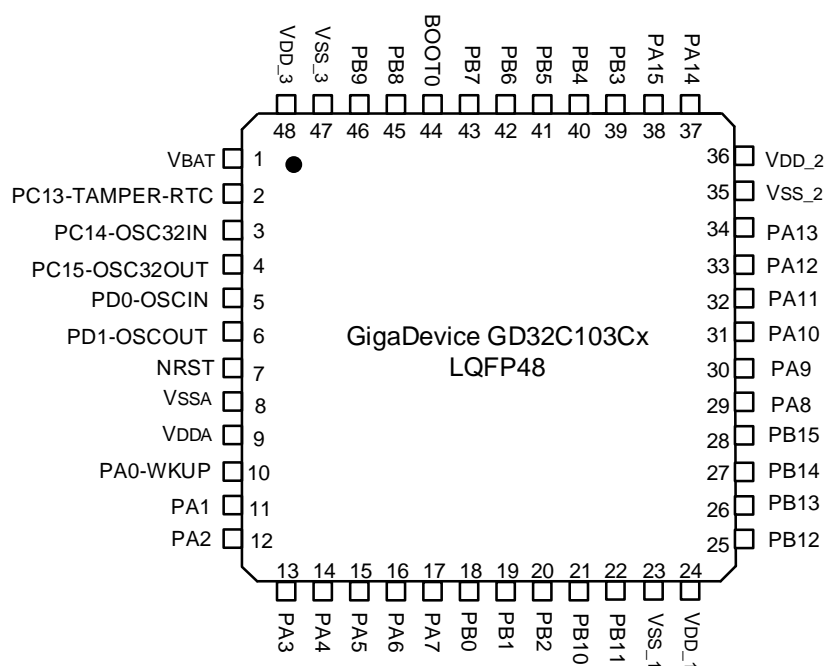 VDD_3
VSS_3
PB9
PB8
BOOT0
PB7
PB6
PB5
PB4
PB3
PA15
PA14
48 47 46 45 44 43 42 41 40 39 38 37
VBAT 1
PC13-TAMPER-RTC 2
PC14-OSC32IN 3
PC15-OSC32OUT 4
PD0-OSCIN 5
PD1-OSCOUT 6
NRST 7
VSSA 8
VDDA 9
PA0-WKUP 10
PA1 11
PA2 12
GigaDevice GD32C103Cx
LQFP48
36 VDD_2
35 VSS_2
34 PA13
33 PA12
32 PA11
31 PA10
30 PA9
29 PA8
28 PB15
27 PB14
26 PB13
25 PB12
13 14 15 16 17 18 19 20 21 22 23 24
PA3
PA4
PA5
PA6
PA7
PB0
PB1
PB2
PB10
PB11
VSS_1
VDD_1